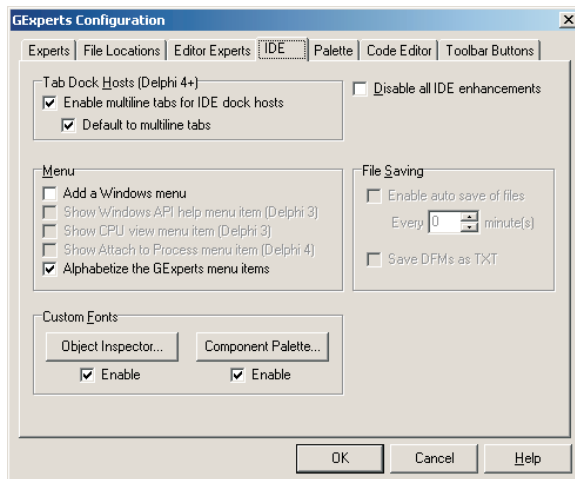 GExperts Configuration
Experts File Locations Editor Experts IDE Palette Code Editor Toolbar Buttons
Tab Dock Hosts (Delphi 4+)
Enable multiline tabs for IDE dock hosts
Default to multiline tabs
Disable all IDE enhancements
Menu
Add a Windows menu
Show Windows API help menu item (Delphi 3)
Show CPU view menu item (Delphi 3)
Show Attach to Process menu item (Delphi 4)
Alphabetize the GExperts menu items
File Saving
Enable auto save of files
Every 0 minute(s)
Save DFMs as TXT
Custom Fonts
Object Inspector... Component Palette...
Enable Enable
OK Cancel Help